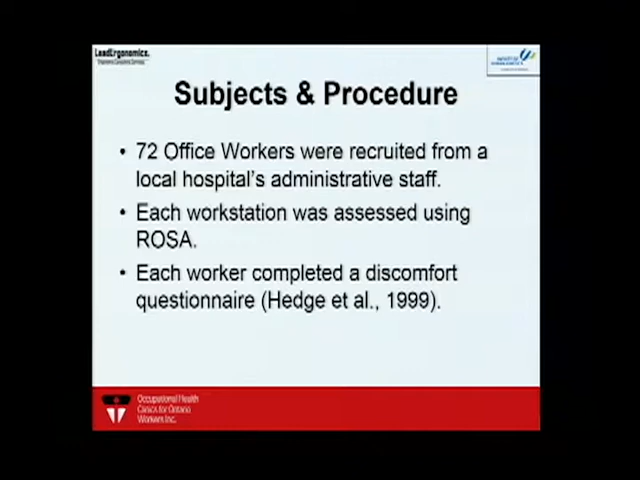 LeadErgonomics.
Subjects & Procedure
• 72 Office Workers were recruited from a
local hospital's administrative staff.
• Each workstation was assessed using
ROSA.
• Each worker completed a discomfort
questionnaire (Hedge et al., 1999).
Occupational Health
Clinics for Ontario
Workers Inc.